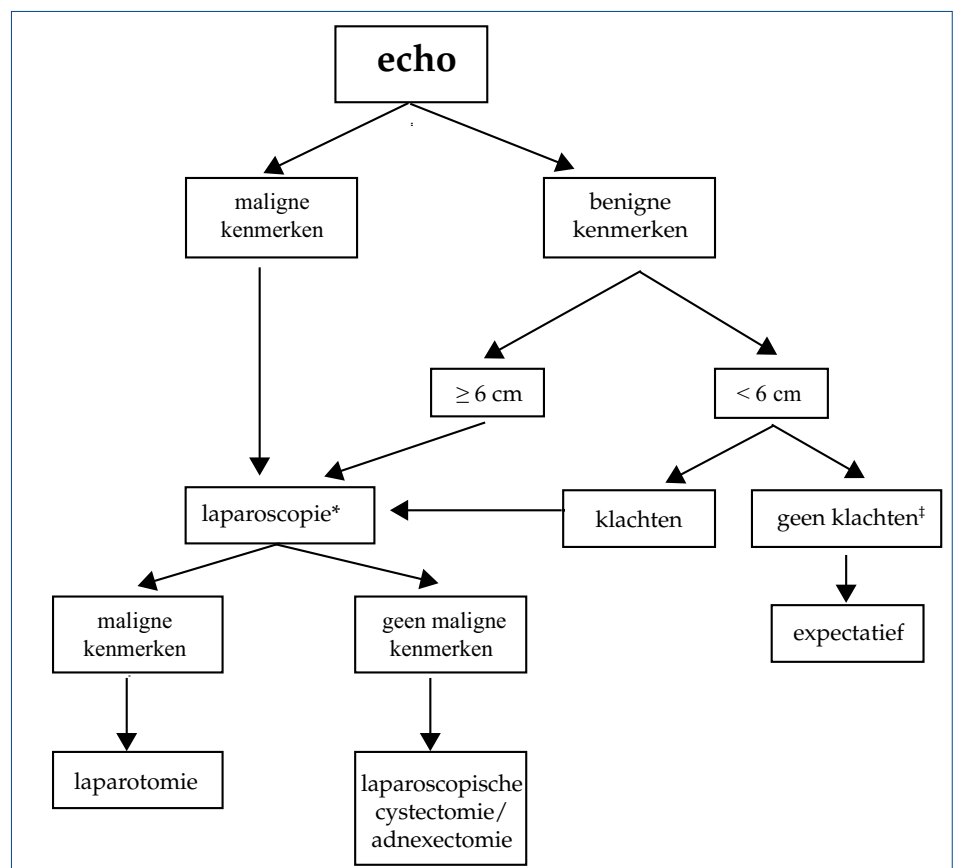 echo
maligne
kenmerken
benigne
kenmerken
≥ 6 cm
< 6 cm
laparoscopie*
klachten
geen klachten‡
maligne
kenmerken
geen maligne
kenmerken
expectatief
laparotomie
laparoscopische
cystectomie/
adnexectomie